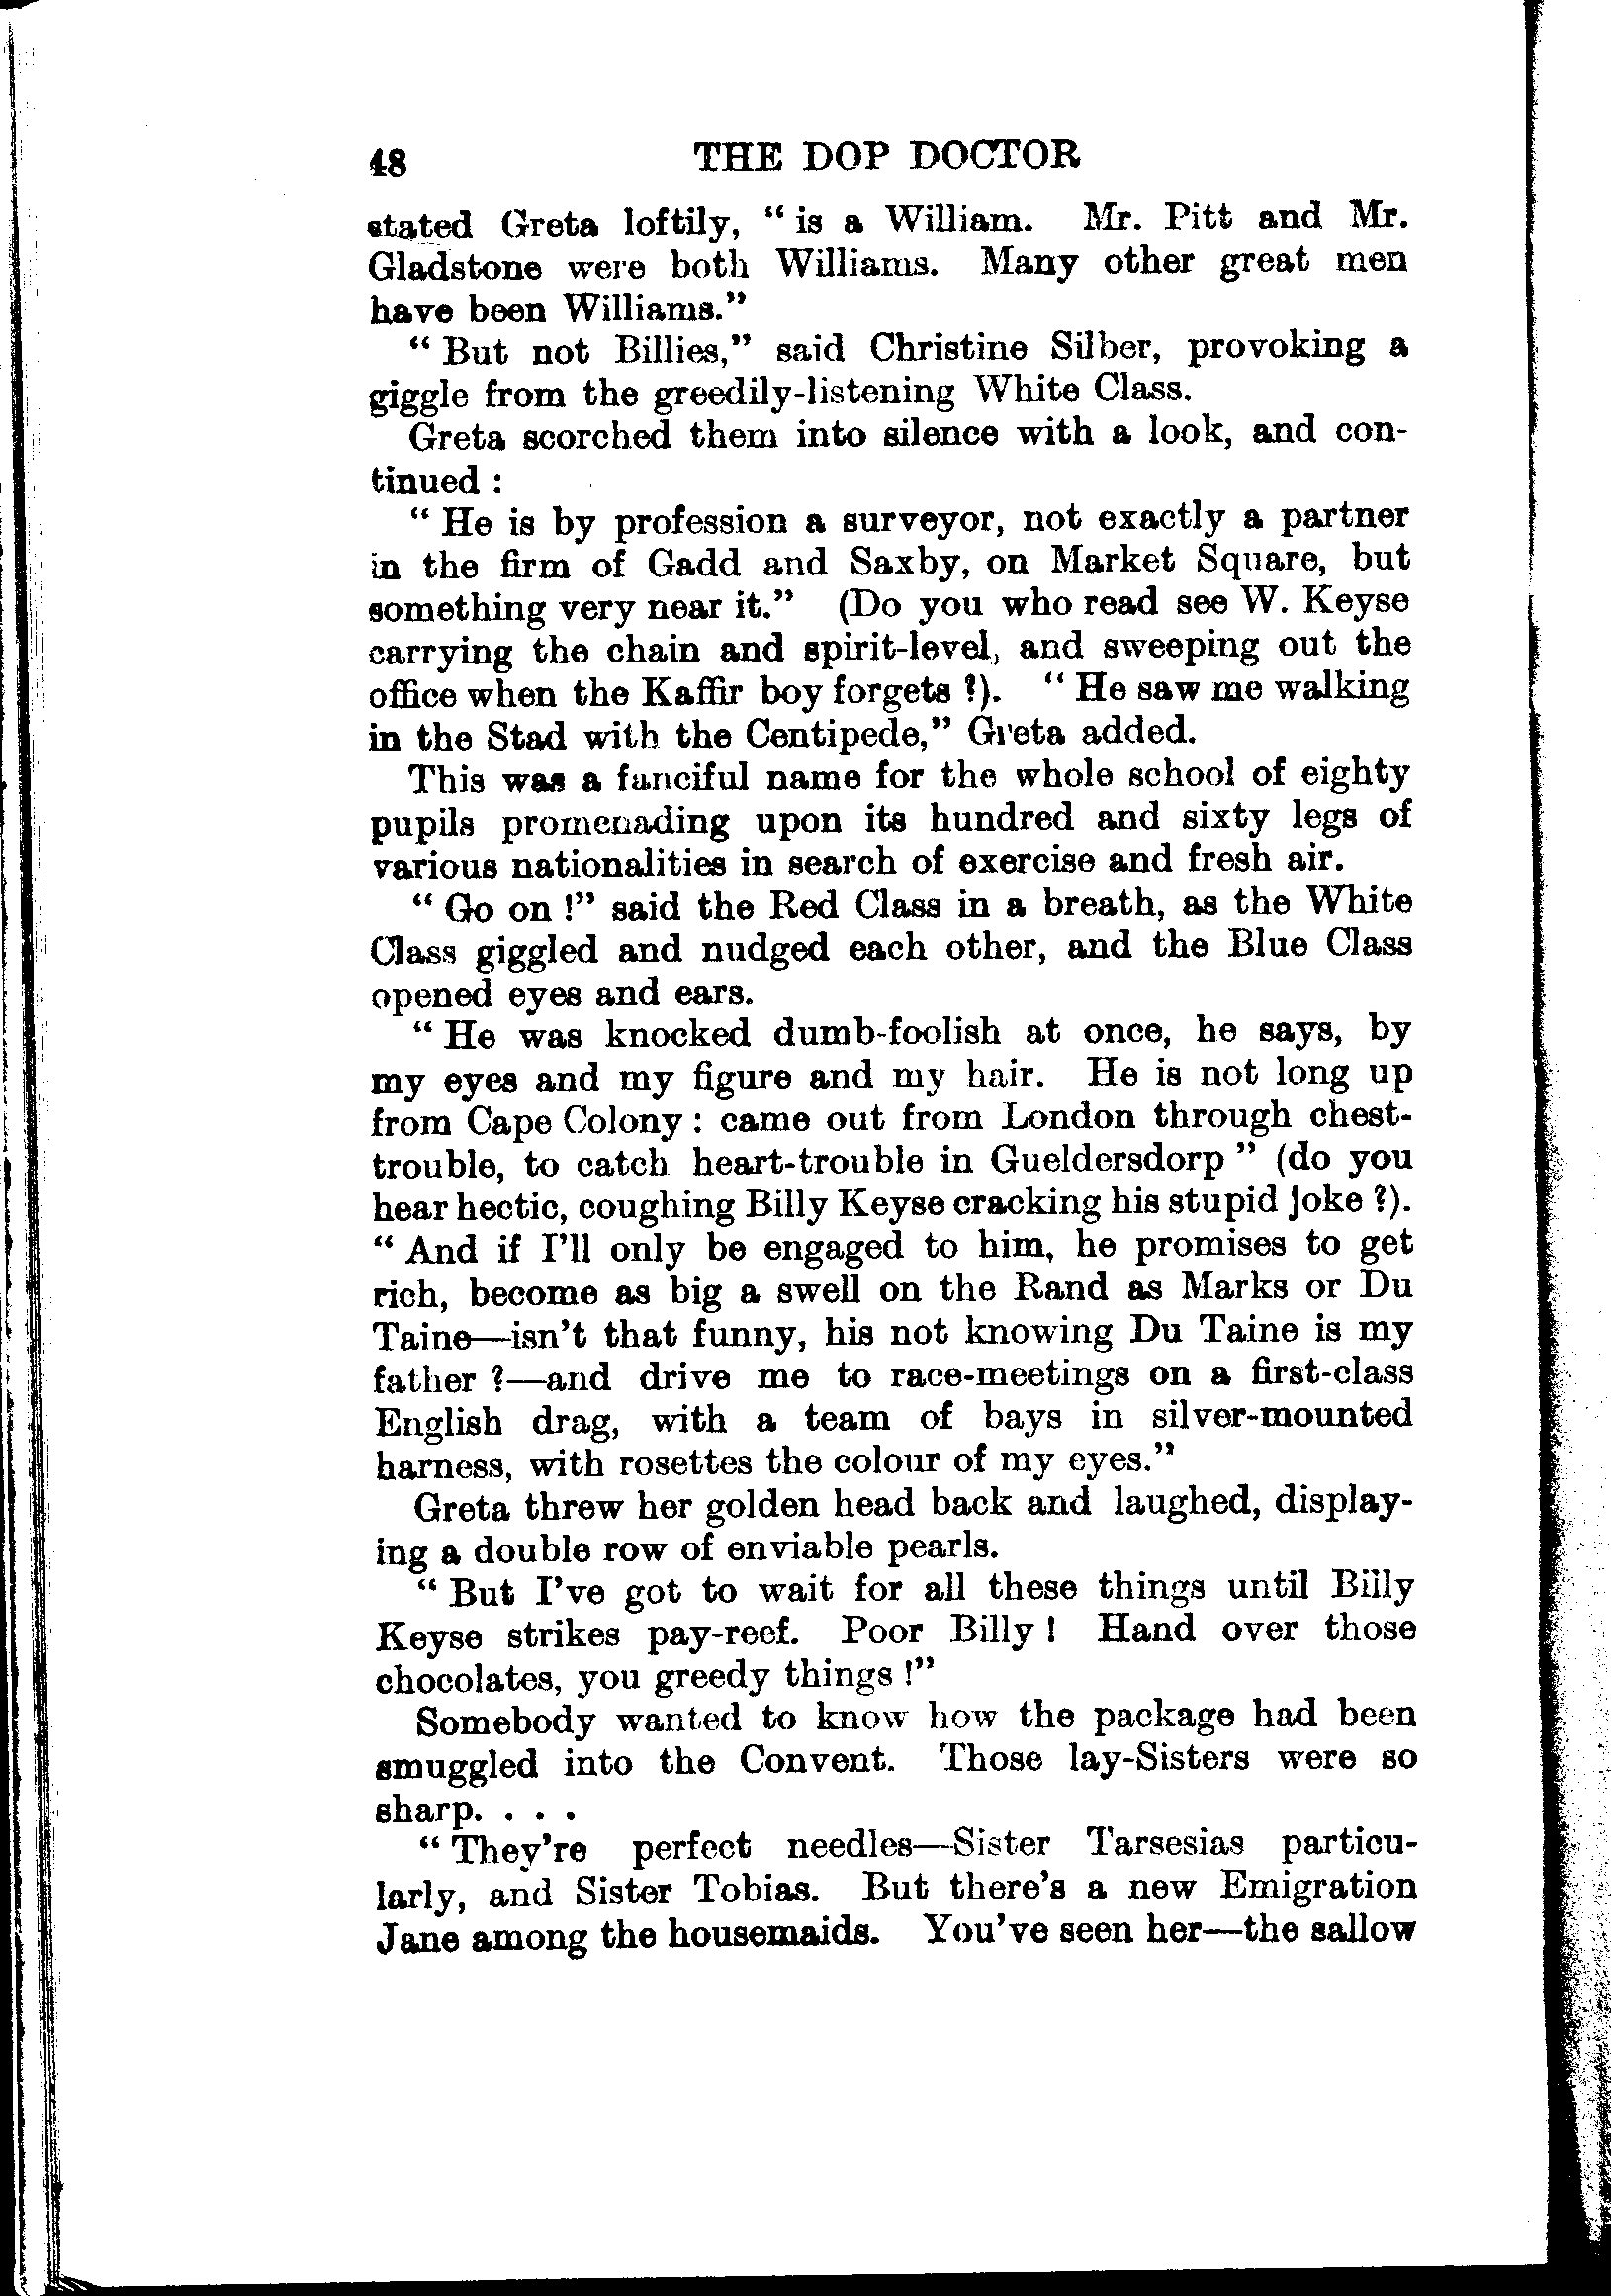 48 THE DOP DOCTOR
stated Greta loftily, “ is a William. Mr. Pitt and Mr.
Gladstone were both Williams. Many other great men
have been Williams.”
“ But not Billies,” said Christine Silber, provoking a
giggle from the greedily-listening White Class.
Greta scorched them into silence with a look, and con-
tinued :
“ He is by profession a surveyor, not exactly a partner
in the firm of Gadd and Saxby, on Market Square, but
something very near it.” (Do you who read see W. Keyse
carrying the chain and spirit-level, and sweeping out the
office when the Kaffir boy forgets ?). “ He saw me walking
in the Stad with the Centipede,” Greta added.
This was a fanciful name for the whole school of eighty
pupils promenading upon its hundred and sixty legs of
various nationalities in search of exercise and fresh air.
“ Go on !” said the Red Class in a breath, as the White
Class giggled and nudged each other, and the Blue Class
opened eyes and ears.
“ He was knocked dumb-foolish at once, he says, by
my eyes and my figure and my hair. He is not long up
from Cape Colony : came out from London through chest-
trouble, to catch heart-trouble in Gueldersdorp ” (do you
hear hectic, coughing Billy Keyse cracking his stupid joke ?).
“ And if I’ll only be engaged to him, he promises to get
rich, become as big a swell on the Rand as Marks or Du
Taine—isn’t that funny, his not knowing Du Taine is my
father ?—and drive me to race-meetings on a first-class
English drag, with a team of bays in silver-mounted
harness, with rosettes the colour of my eyes.”
Greta threw her golden head back and laughed, display-
ing a double row of enviable pearls.
“ But I’ve got to wait for all these things until Billy
Keyse strikes pay-reef. Poor Billy ! Hand over those
chocolates, you greedy things !”
Somebody wanted to know how the package had been
smuggled into the Convent. Those lay-Sisters were so
sharp. . . .
“ They’re perfect needles—Sister Tarsesias particu-
larly, and Sister Tobias. But there’s a new Emigration
Jane among the housemaids. You’ve seen her—the sallow